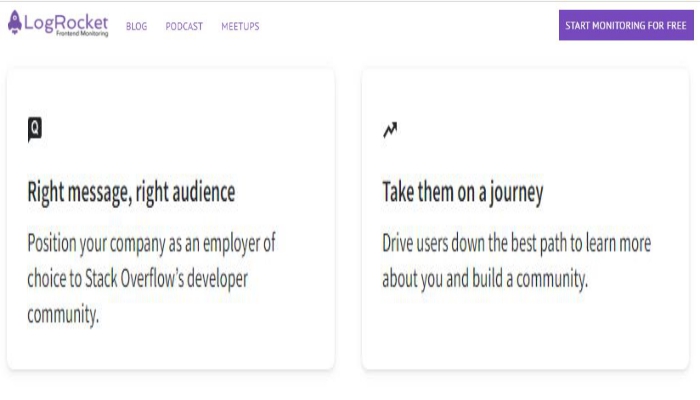 LogRocket
Frontend Monitoring
BLOG PODCAST MEETUPS
START MONITORING FOR FREE
Q
Right message, right audience
Position your company as an employer of
choice to Stack Overflow's developer
community.
Take them on a journey
Drive users down the best path to learn more
about you and build a community.